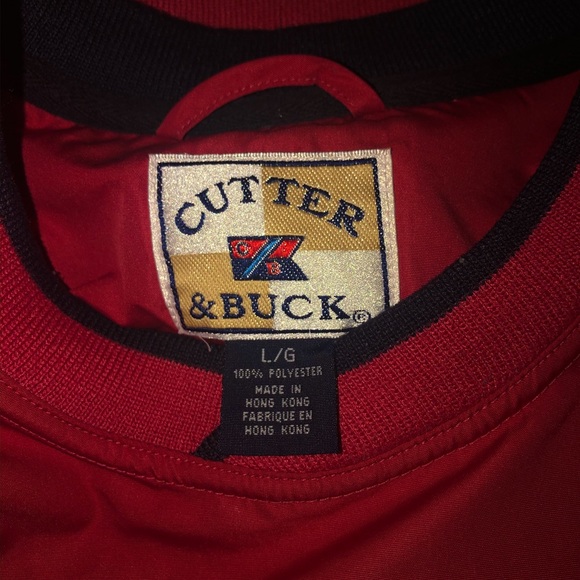 CUTTER
C
B
& BUCK®
L/G
100% POLYESTER
MADE IN
HONG KONG
FABRIQUE EN
HONG KONG